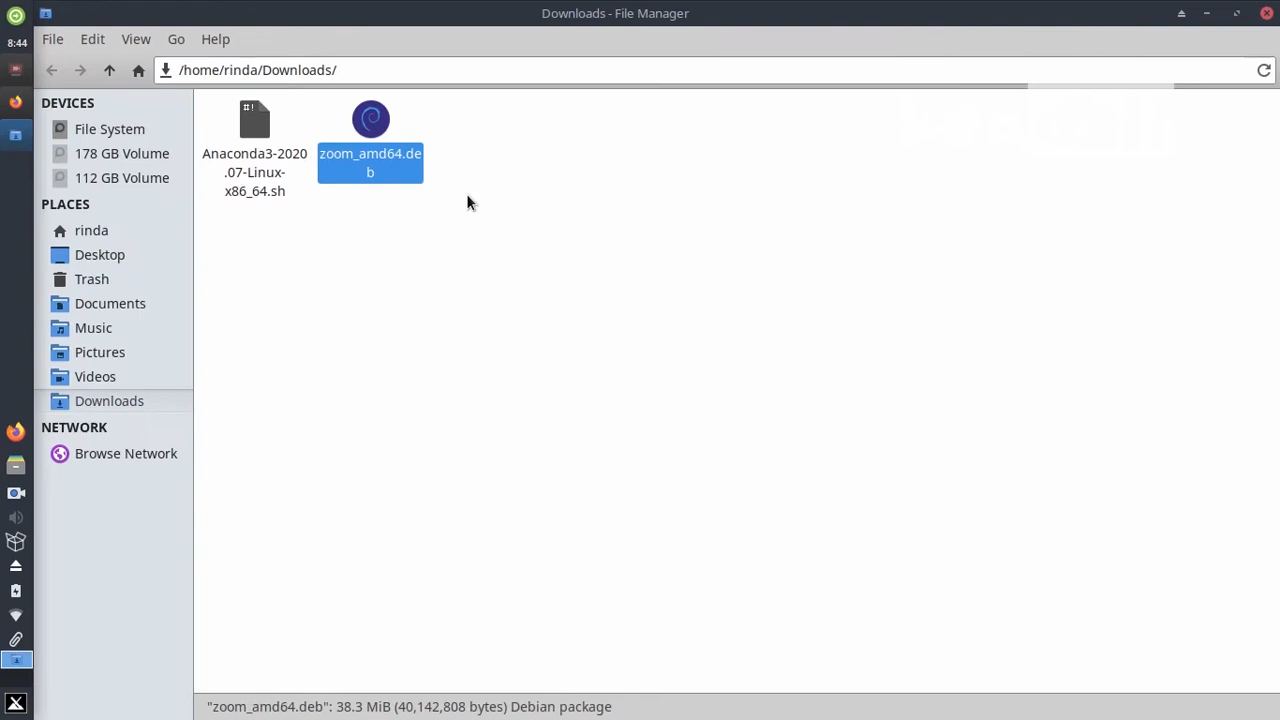 Downloads - File Manager
8:44
File Edit View Go Help
/home/rinda/Downloads/
DEVICES
File System
178 GB Volume
112 GB Volume
PLACES
rinda
Desktop
Trash
Documents
Music
Pictures
Videos
Downloads
NETWORK
Browse Network
#!
Anaconda3-2020
.07-Linux-
x86_64.sh
zoom_amd64.de
b
"zoom_amd64.deb": 38.3 MiB (40,142,808 bytes) Debian package